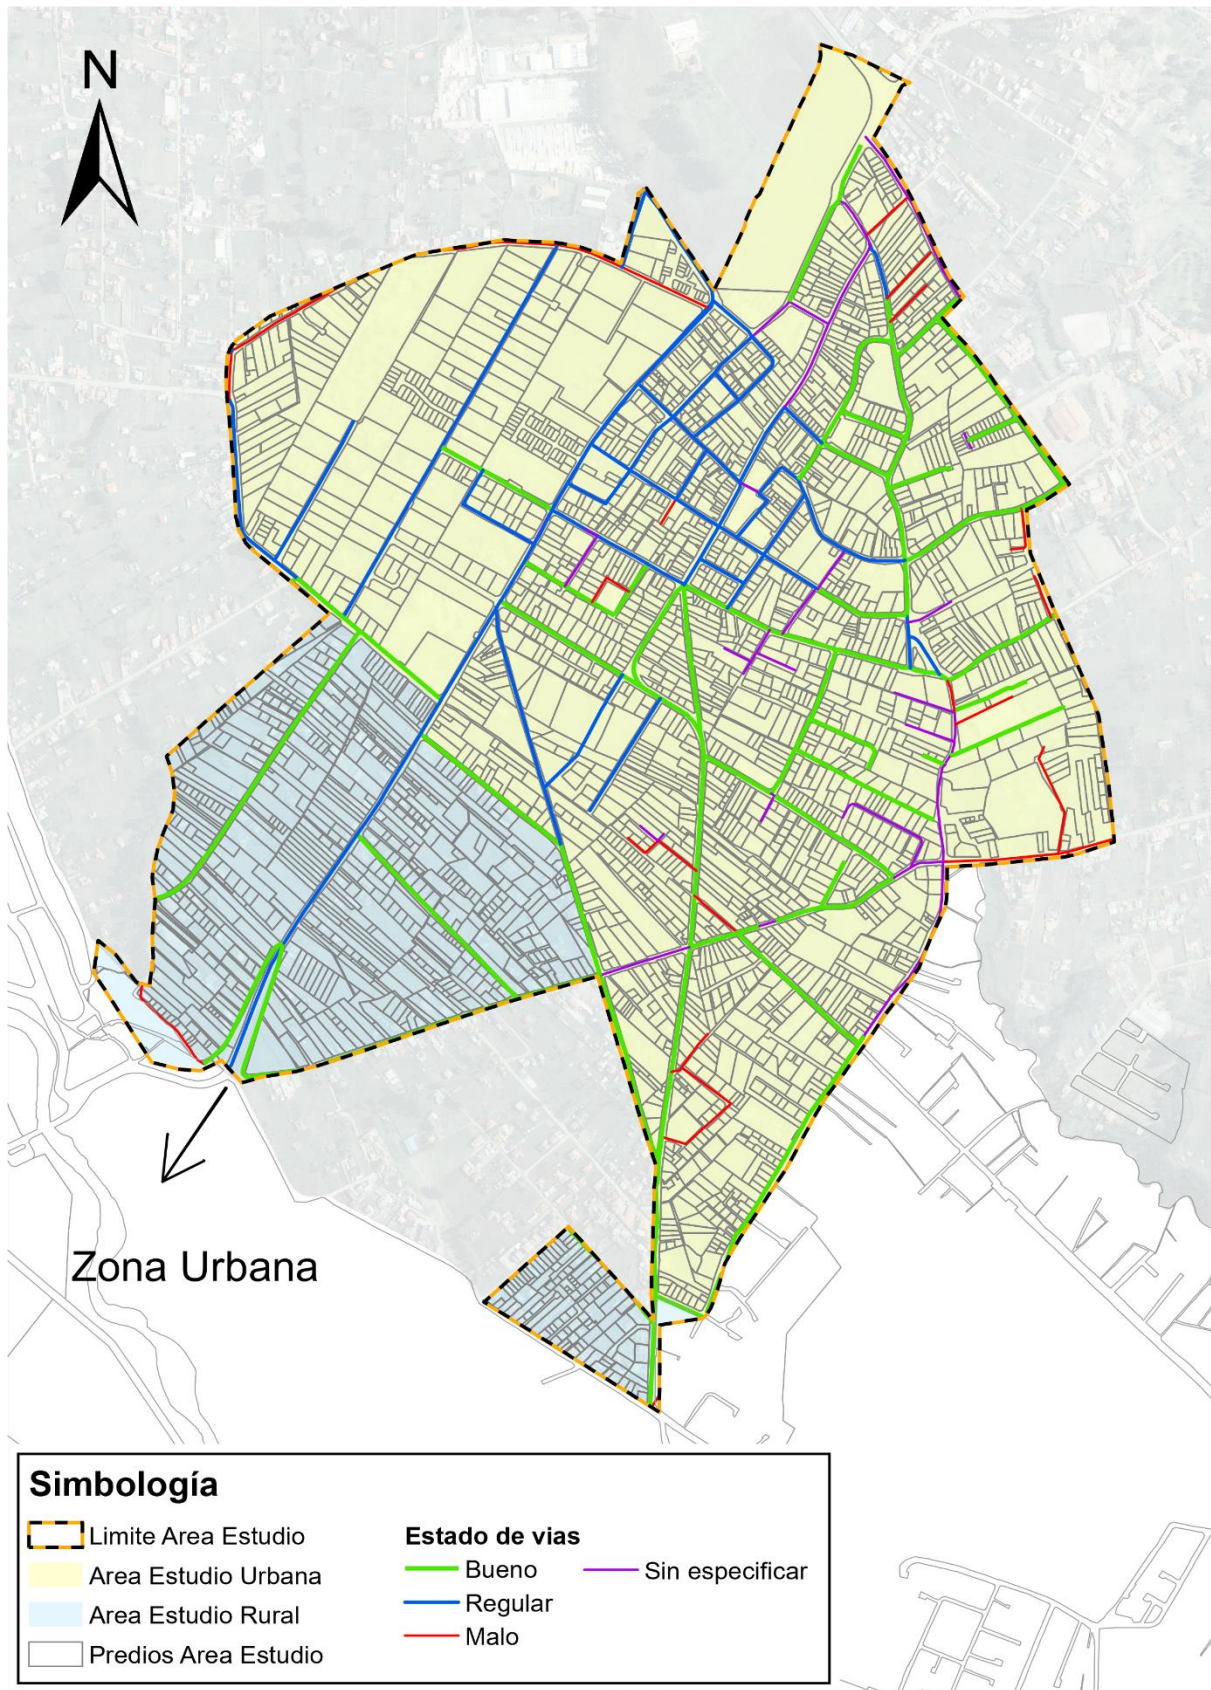 N
Zona Urbana
Simbología
Limite Area Estudio
Area Estudio Urbana
Area Estudio Rural
Predios Area Estudio
Estado de vias
Bueno
Regular
Malo
Sin especificar